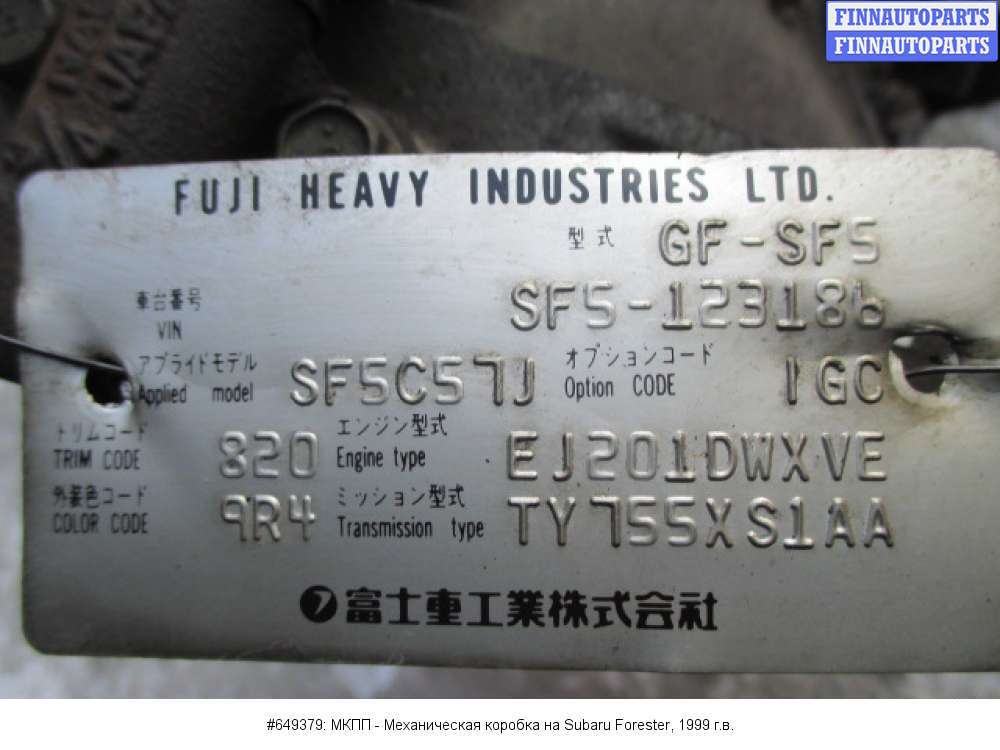 FINNAUTOPARTS
FINNAUTOPARTS
FUJI HEAVY INDUSTRIES LTD.
型式 GF-SF5
車台番号
VIN
SF5-123186
アプライドモデル
Applied model
SF5C57J
オプションコード
Option CODE
IGC
トリムコード
TRIM CODE
820
エンジン型式
Engine type
EJ201DWXVE
外装色コード
COLOR CODE
9R4
ミッション型式
Transmission type
TY755XS1AA
富士重工業株式会社
#649379: МКПП - Механическая коробка на Subaru Forester, 1999 г.в.